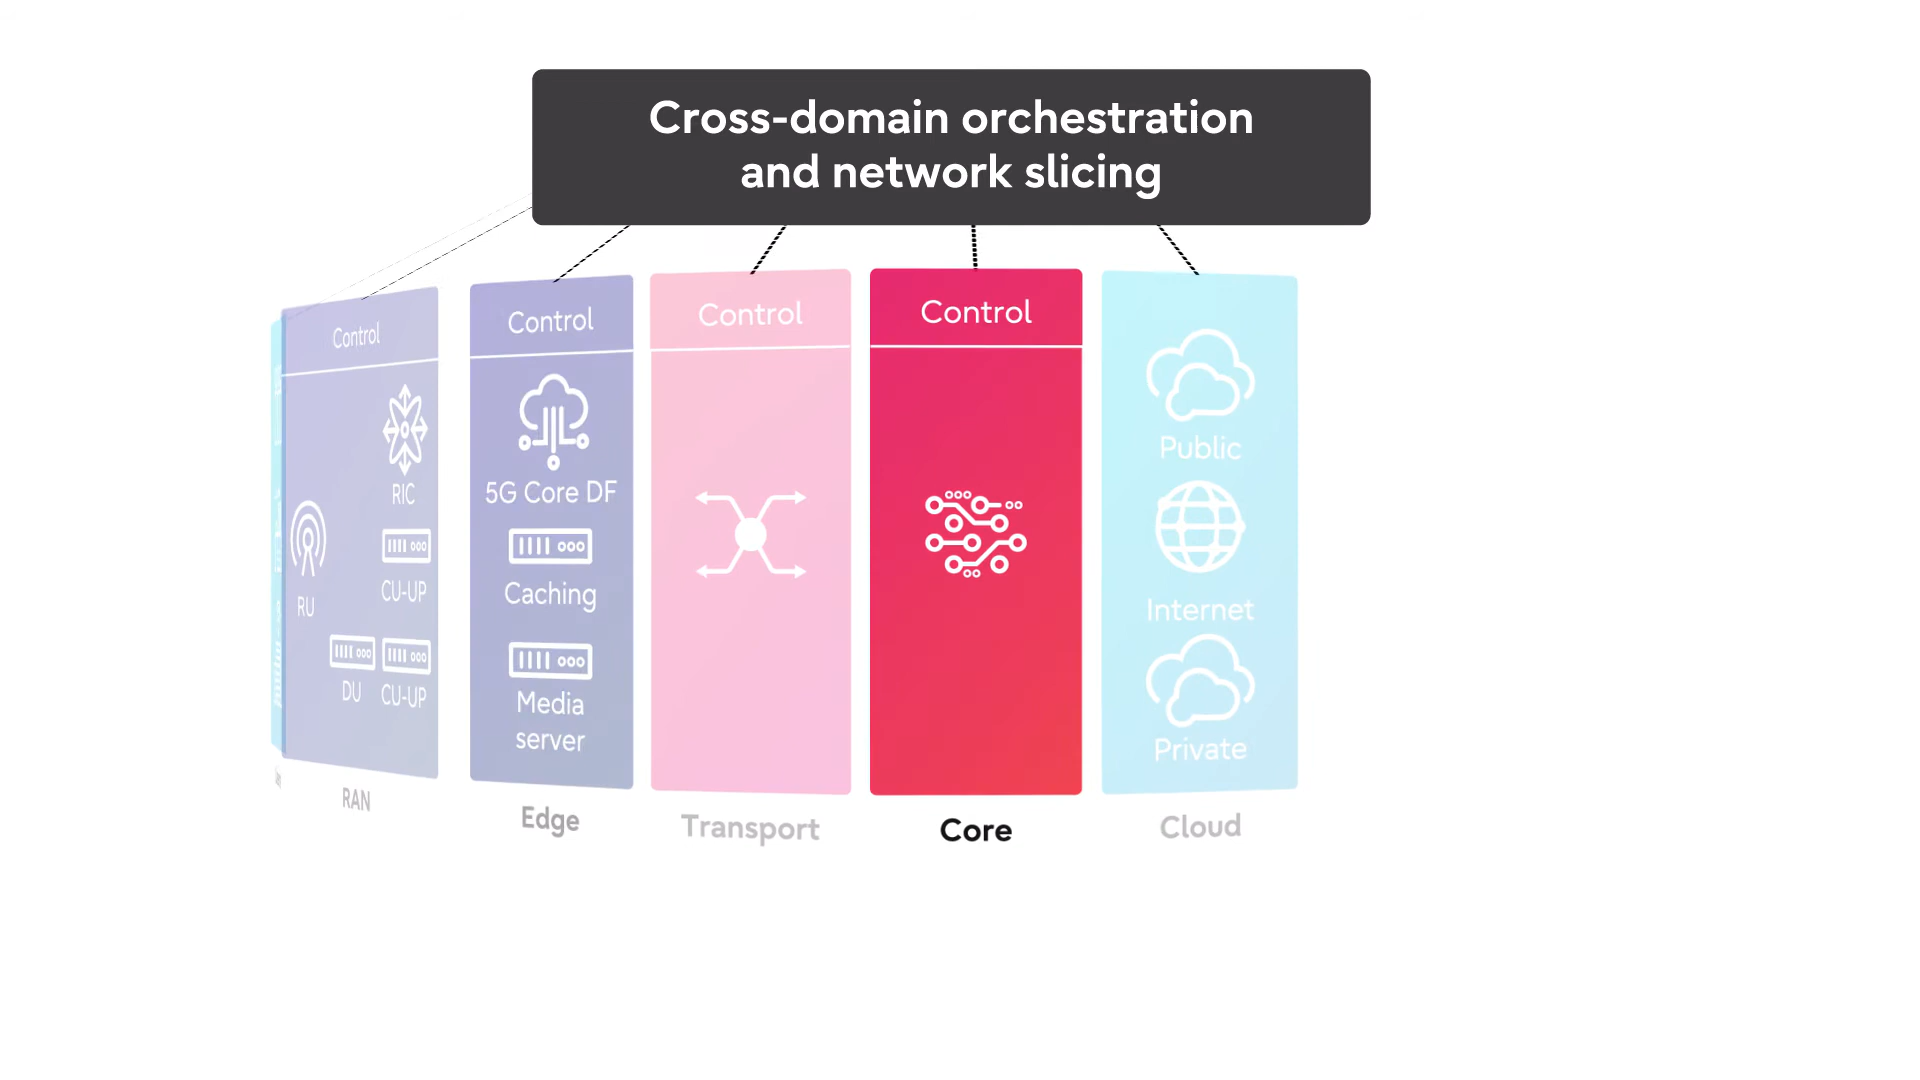 Cross-domain orchestration
and network slicing
Control
RIC
RU
CU-UP
DU
CU-UP
RAN
Control
5G Core DF
Caching
Media
server
Edge
Control
Transport
Control
Core
Public
Internet
Private
Cloud